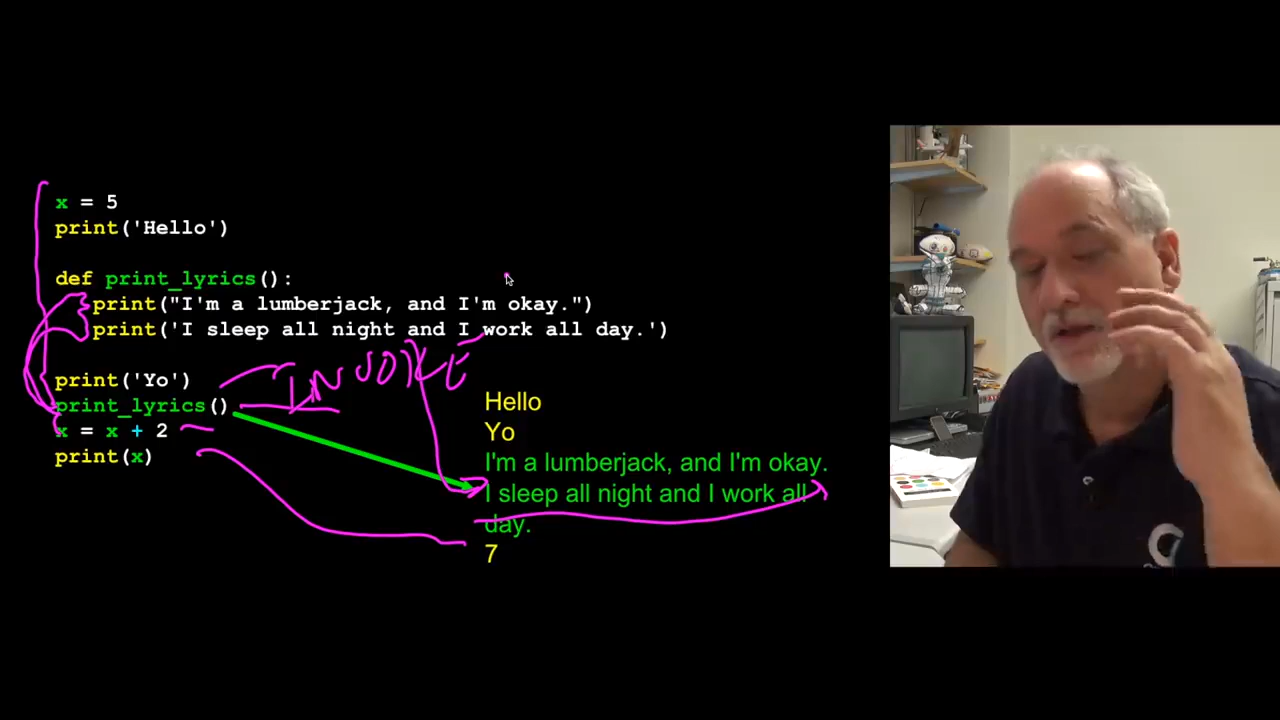 x = 5
print('Hello')
def print_lyrics():
print("I'm a lumberjack, and I'm okay.")
print('I sleep all night and I work all day.')
print('Yo')
INVOKE
print_lyrics()
x = x + 2
print(x)
Hello
Yo
I'm a lumberjack, and I'm okay.
I sleep all night and I work all
day.
7